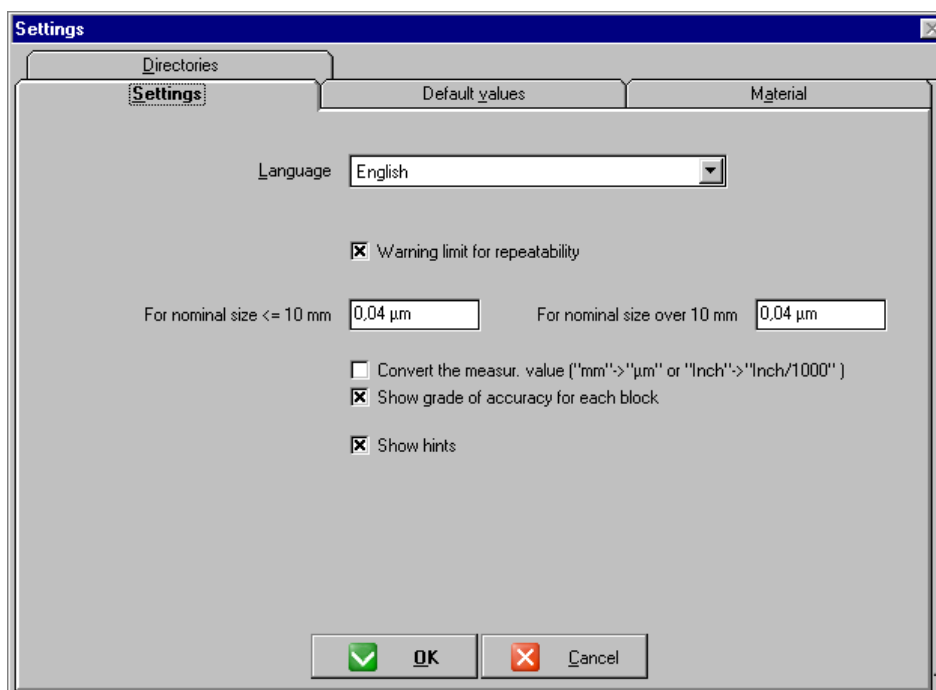 Settings
Directories
Settings Default values Material
Language English
Warning limit for repeatability
For nominal size <= 10 mm 0,04 µm For nominal size over 10 mm 0,04 µm
Convert the measur. value ("mm"->"µm" or "Inch"->"Inch/1000" )
Show grade of accuracy for each block
Show hints
OK Cancel